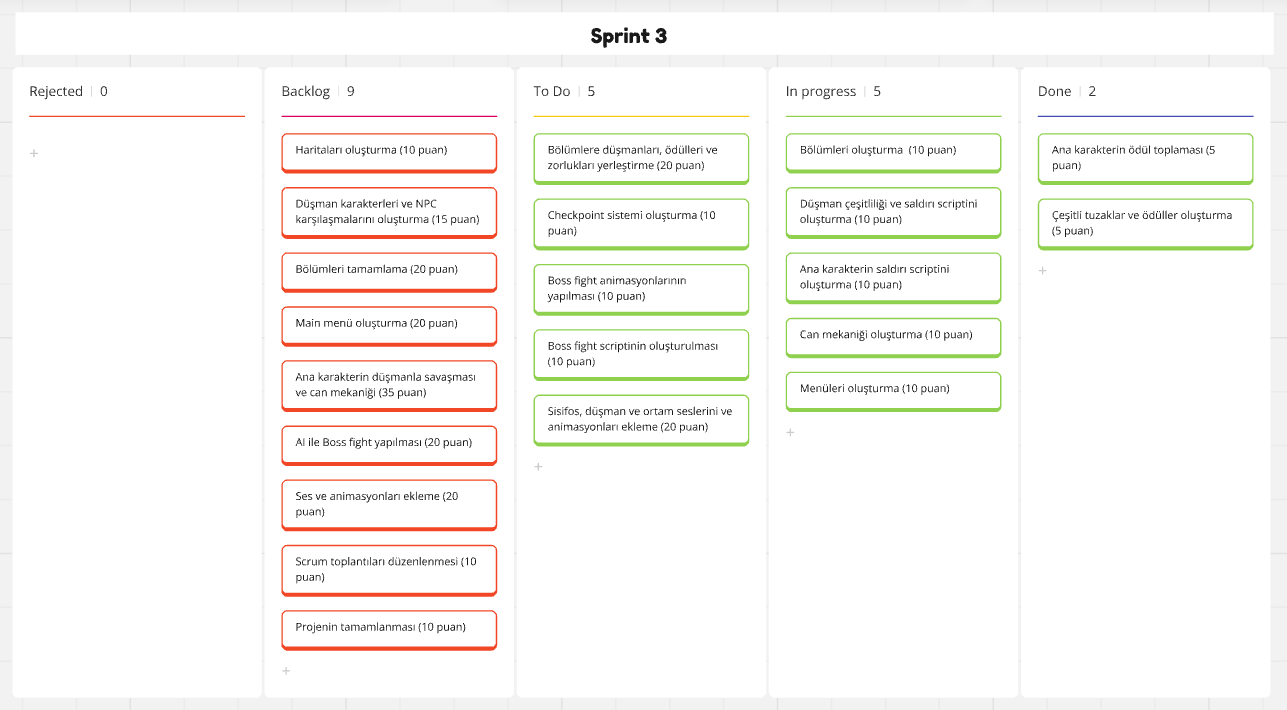 Sprint 3
Rejected | 0
+
Backlog | 9
Haritaları oluşturma (10 puan)
Düşman karakterleri ve NPC
karşılaşmalarını oluşturma (15 puan)
Bölümleri tamamlama (20 puan)
Main menü oluşturma (20 puan)
Ana karakterin düşmanla savaşması
ve can mekaniği (35 puan)
AI ile Boss fight yapılması (20 puan)
Ses ve animasyonları ekleme (20
puan)
Scrum toplantıları düzenlenmesi (10
puan)
Projenin tamamlanması (10 puan)
+
To Do | 5
Bölümlere düşmanları, ödülleri ve
zorlukları yerleştirme (20 puan)
Checkpoint sistemi oluşturma (10
puan)
Boss fight animasyonlarının
yapılması (10 puan)
Boss fight scriptinin oluşturulması
(10 puan)
Sisifos, düşman ve ortam seslerini ve
animasyonları ekleme (20 puan)
+
In progress | 5
Bölümleri oluşturma  (10 puan)
Düşman çeşitliliği ve saldırı scriptini
oluşturma (10 puan)
Ana karakterin saldırı scriptini
oluşturma (10 puan)
Can mekaniği oluşturma (10 puan)
Menüleri oluşturma (10 puan)
+
Done | 2
Ana karakterin ödül toplaması (5
puan)
Çeşitli tuzaklar ve ödüller oluşturma
(5 puan)
+